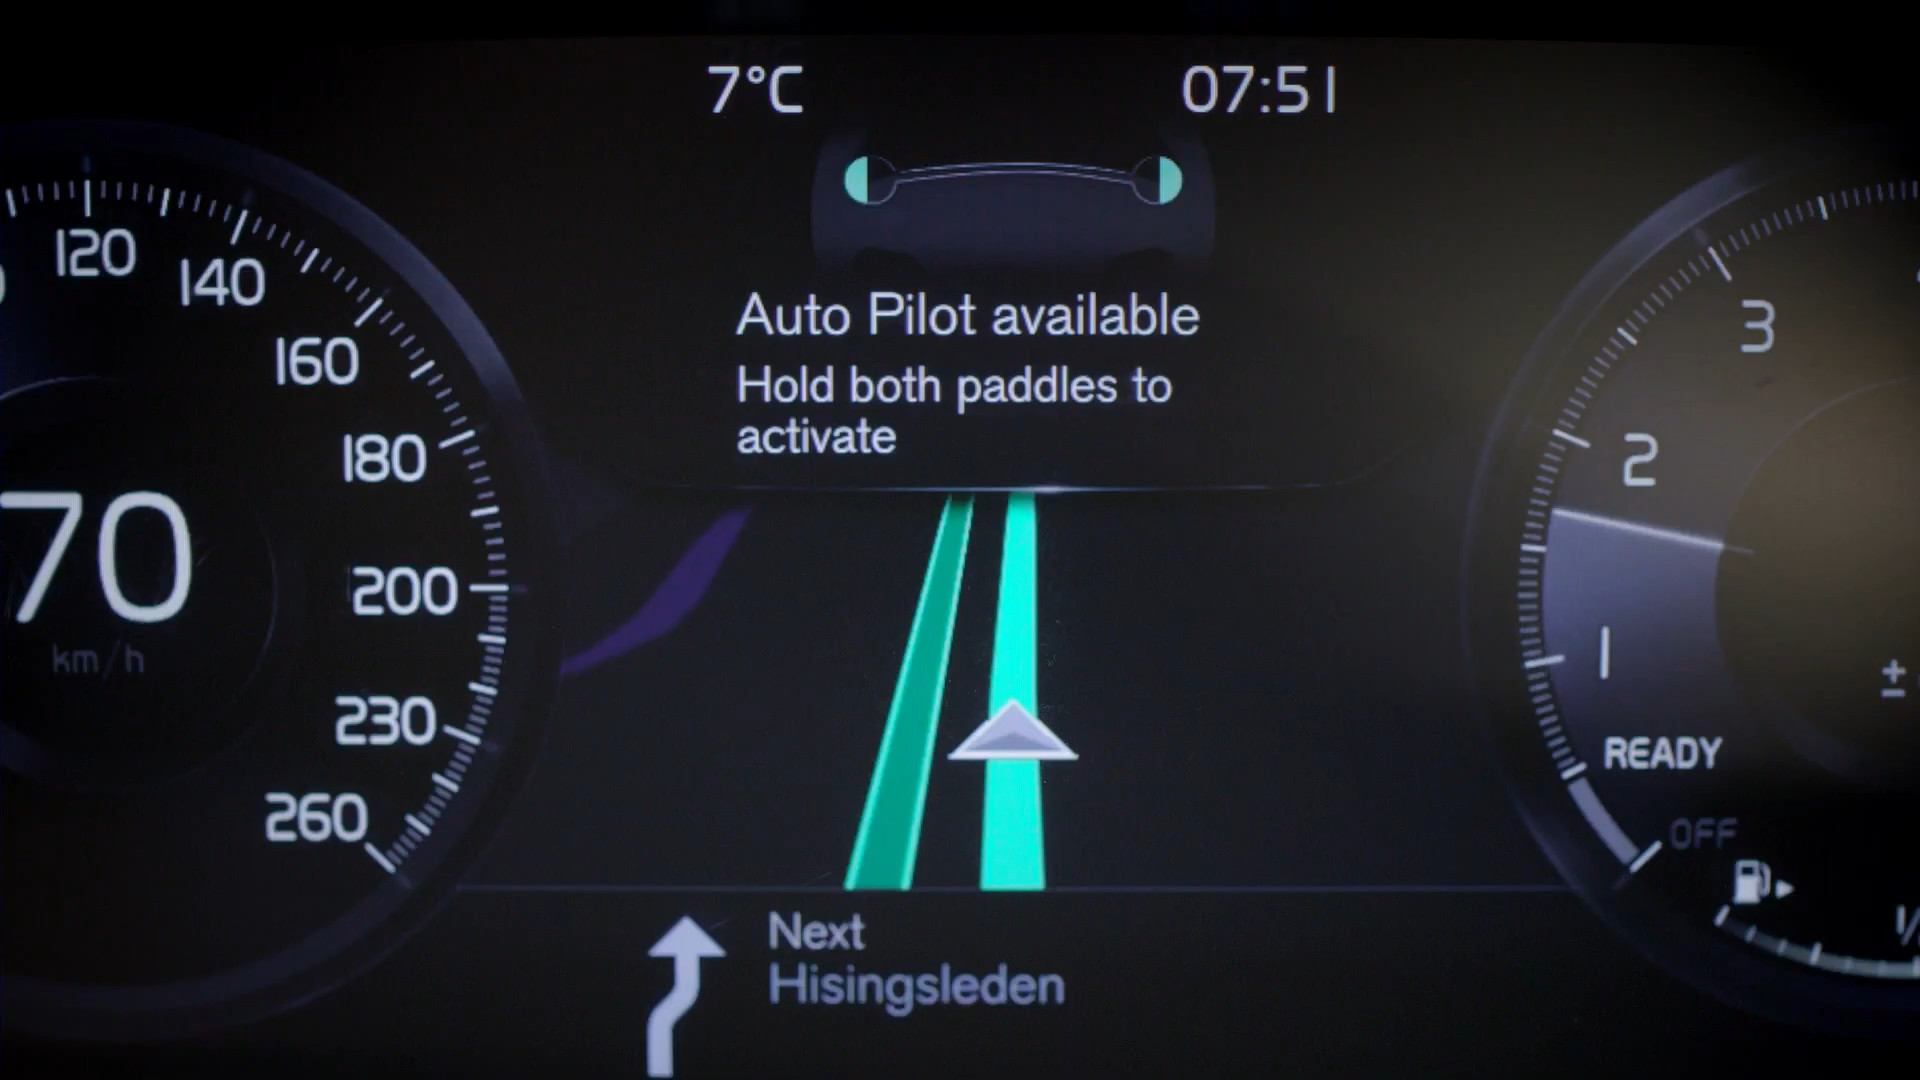 7°C
07:51
120
140
160
180
200
230
260
70
km/h
Auto Pilot available
Hold both paddles to
activate
3
2
1
READY
OFF
Next
Hisingsleden